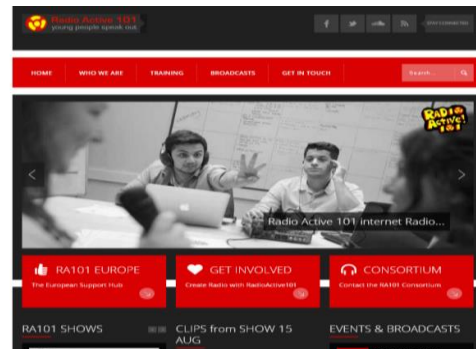 Radio Active 101
young people speak out
STAY CONNECTED
HOME WHO WE ARE TRAINING BROADCASTS GET IN TOUCH Search...
RADIO
Active!
101
Radio Active 101 internet Radio...
RA101 EUROPE
The European Support Hub
GET INVOLVED
Create Radio with RadioActive101
CONSORTIUM
Contact the RA101 Consortium
RA101 SHOWS
CLIPS from SHOW 15
AUG
EVENTS & BROADCASTS